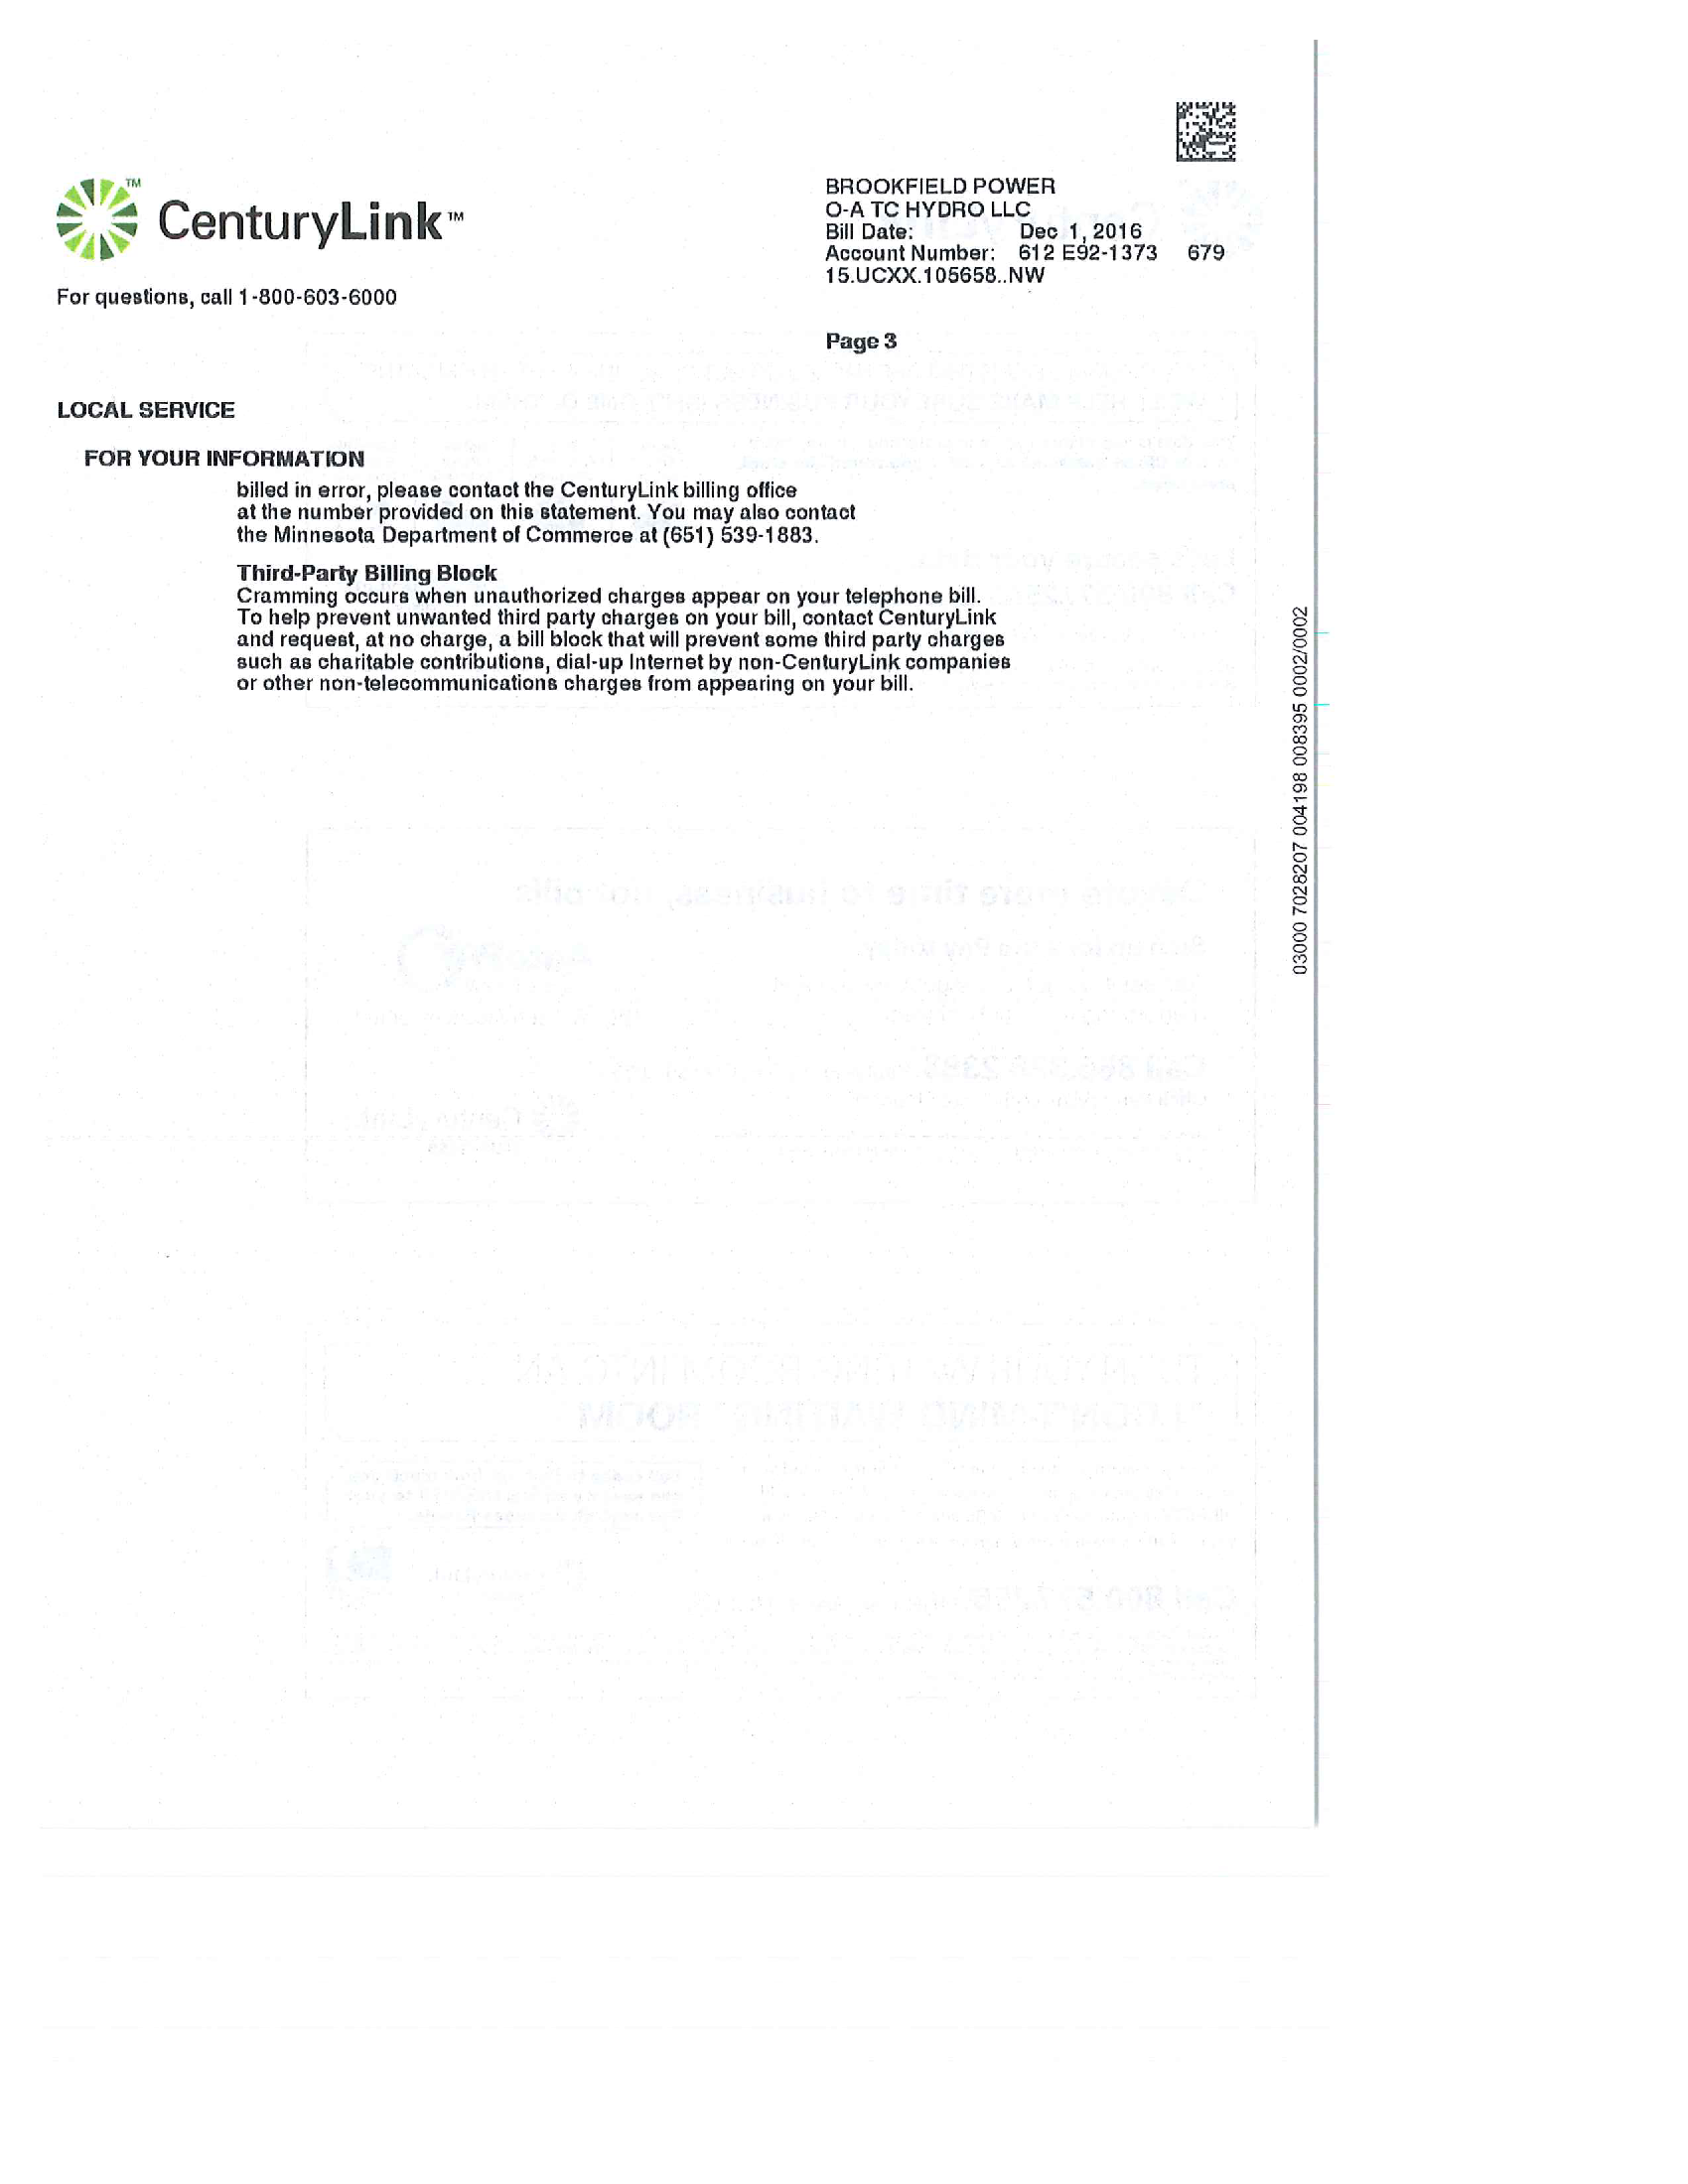 CenturyLink™
For questions, call 1-800-603-6000
BROOKFIELD POWER
O-A TC HYDRO LLC
Bill Date: Dec 1, 2016
Account Number: 612 E92-1373 679
15.UCXX.105658..NW
Page 3
LOCAL SERVICE
FOR YOUR INFORMATION
billed in error, please contact the CenturyLink billing office
at the number provided on this statement. You may also contact
the Minnesota Department of Commerce at (651) 539-1883.
Third-Party Billing Block
Cramming occurs when unauthorized charges appear on your telephone bill.
To help prevent unwanted third party charges on your bill, contact CenturyLink
and request, at no charge, a bill block that will prevent some third party charges
such as charitable contributions, dial-up Internet by non-CenturyLink companies
or other non-telecommunications charges from appearing on your bill.
03000 7028207 004198 008395 0002/0002